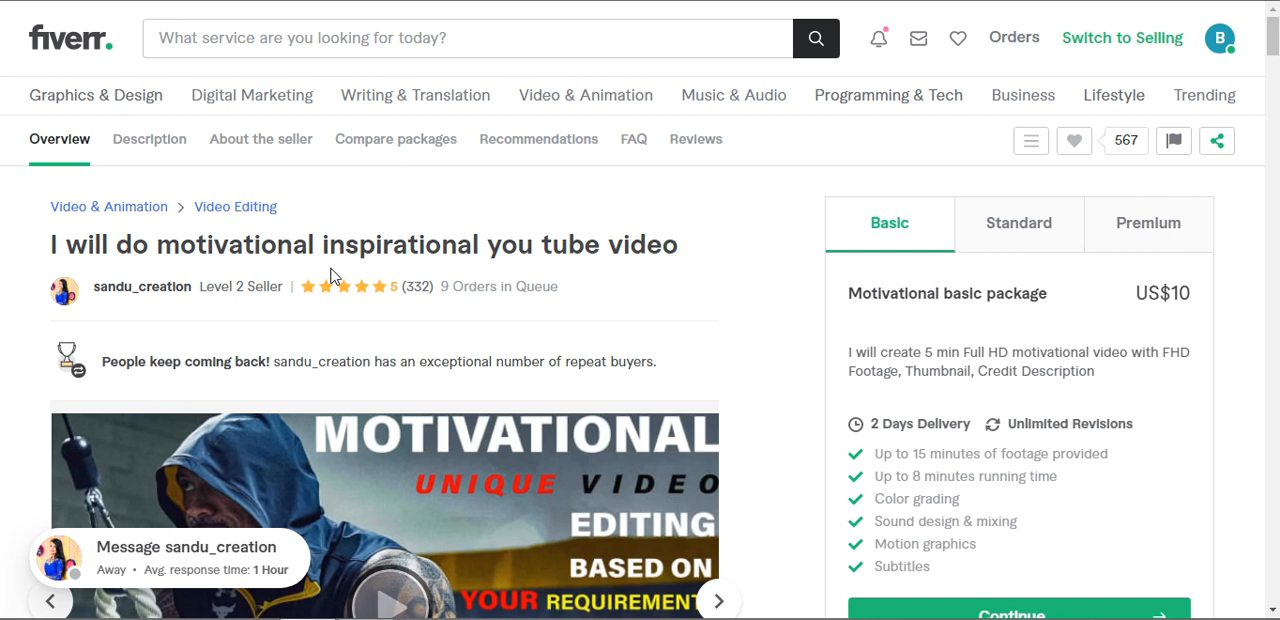 fiverr.
What service are you looking for today?
Orders
Switch to Selling
B
Graphics & Design
Digital Marketing
Writing & Translation
Video & Animation
Music & Audio
Programming & Tech
Business
Lifestyle
Trending
Overview
Description
About the seller
Compare packages
Recommendations
FAQ
Reviews
567
Video & Animation > Video Editing
I will do motivational inspirational you tube video
sandu_creation Level 2 Seller | 5 (332) 9 Orders in Queue
People keep coming back! sandu_creation has an exceptional number of repeat buyers.
MOTIVATIONAL
UNIQUE VIDEO
EDITING
BASED ON
YOUR REQUIREMENT
Message sandu_creation
Away • Avg. response time: 1 Hour
Basic
Standard
Premium
Motivational basic package
US$10
I will create 5 min Full HD motivational video with FHD
Footage, Thumbnail, Credit Description
2 Days Delivery
Unlimited Revisions
Up to 15 minutes of footage provided
Up to 8 minutes running time
Color grading
Sound design & mixing
Motion graphics
Subtitles
Continue